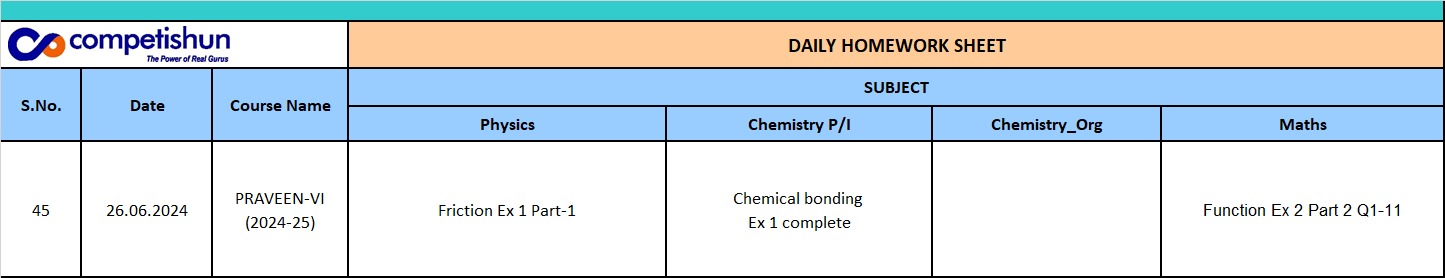 competishun
The Power of Real Gurus
DAILY HOMEWORK SHEET
S.No.
Date
Course Name
SUBJECT
Physics
Chemistry P/I
Chemistry_Org
Maths
45
26.06.2024
PRAVEEN-VI
(2024-25)
Friction Ex 1 Part-1
Chemical bonding
Ex 1 complete
Function Ex 2 Part 2 Q1-11